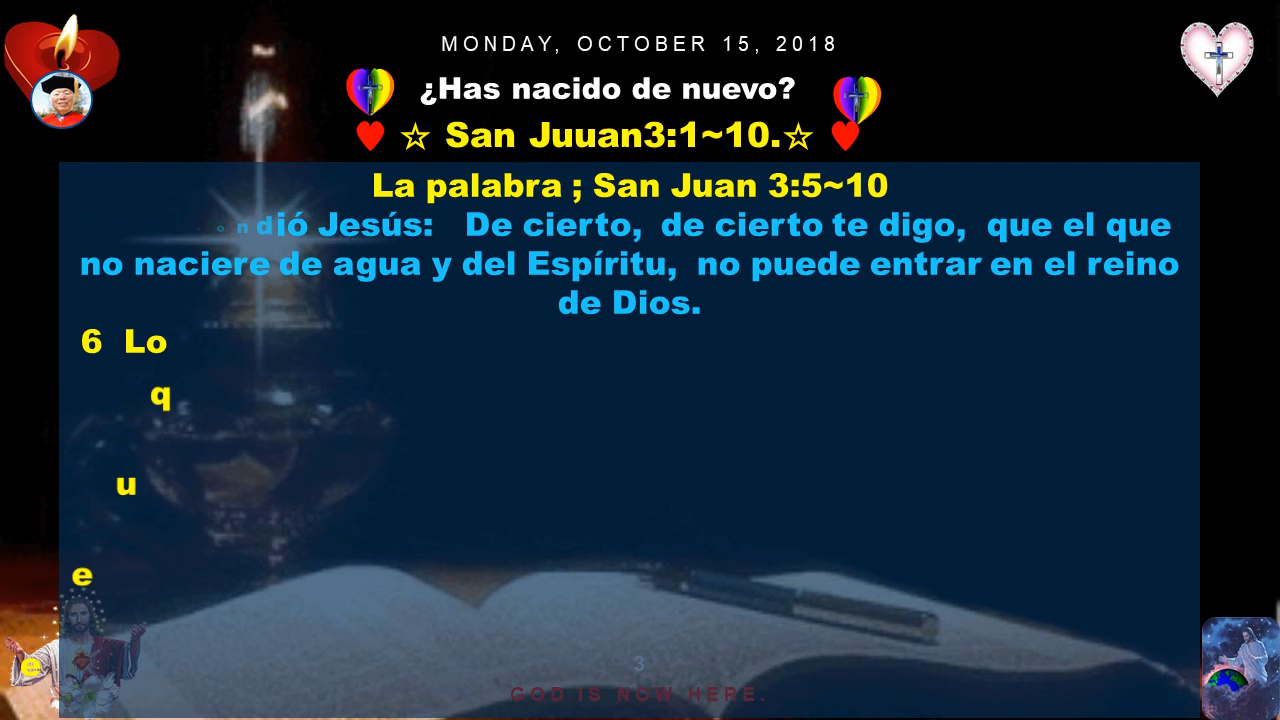 MONDAY, OCTOBER 15, 2018
¿Has nacido de nuevo?
♥ ☆ San Juuan3:1~10.☆ ♥
La palabra ; San Juan 3:5~10
o n dió Jesús: De cierto, de cierto te digo, que el que
no naciere de agua y del Espíritu, no puede entrar en el reino
de Dios.
6 Lo
q
u
e
3
GOD IS NOW HERE.